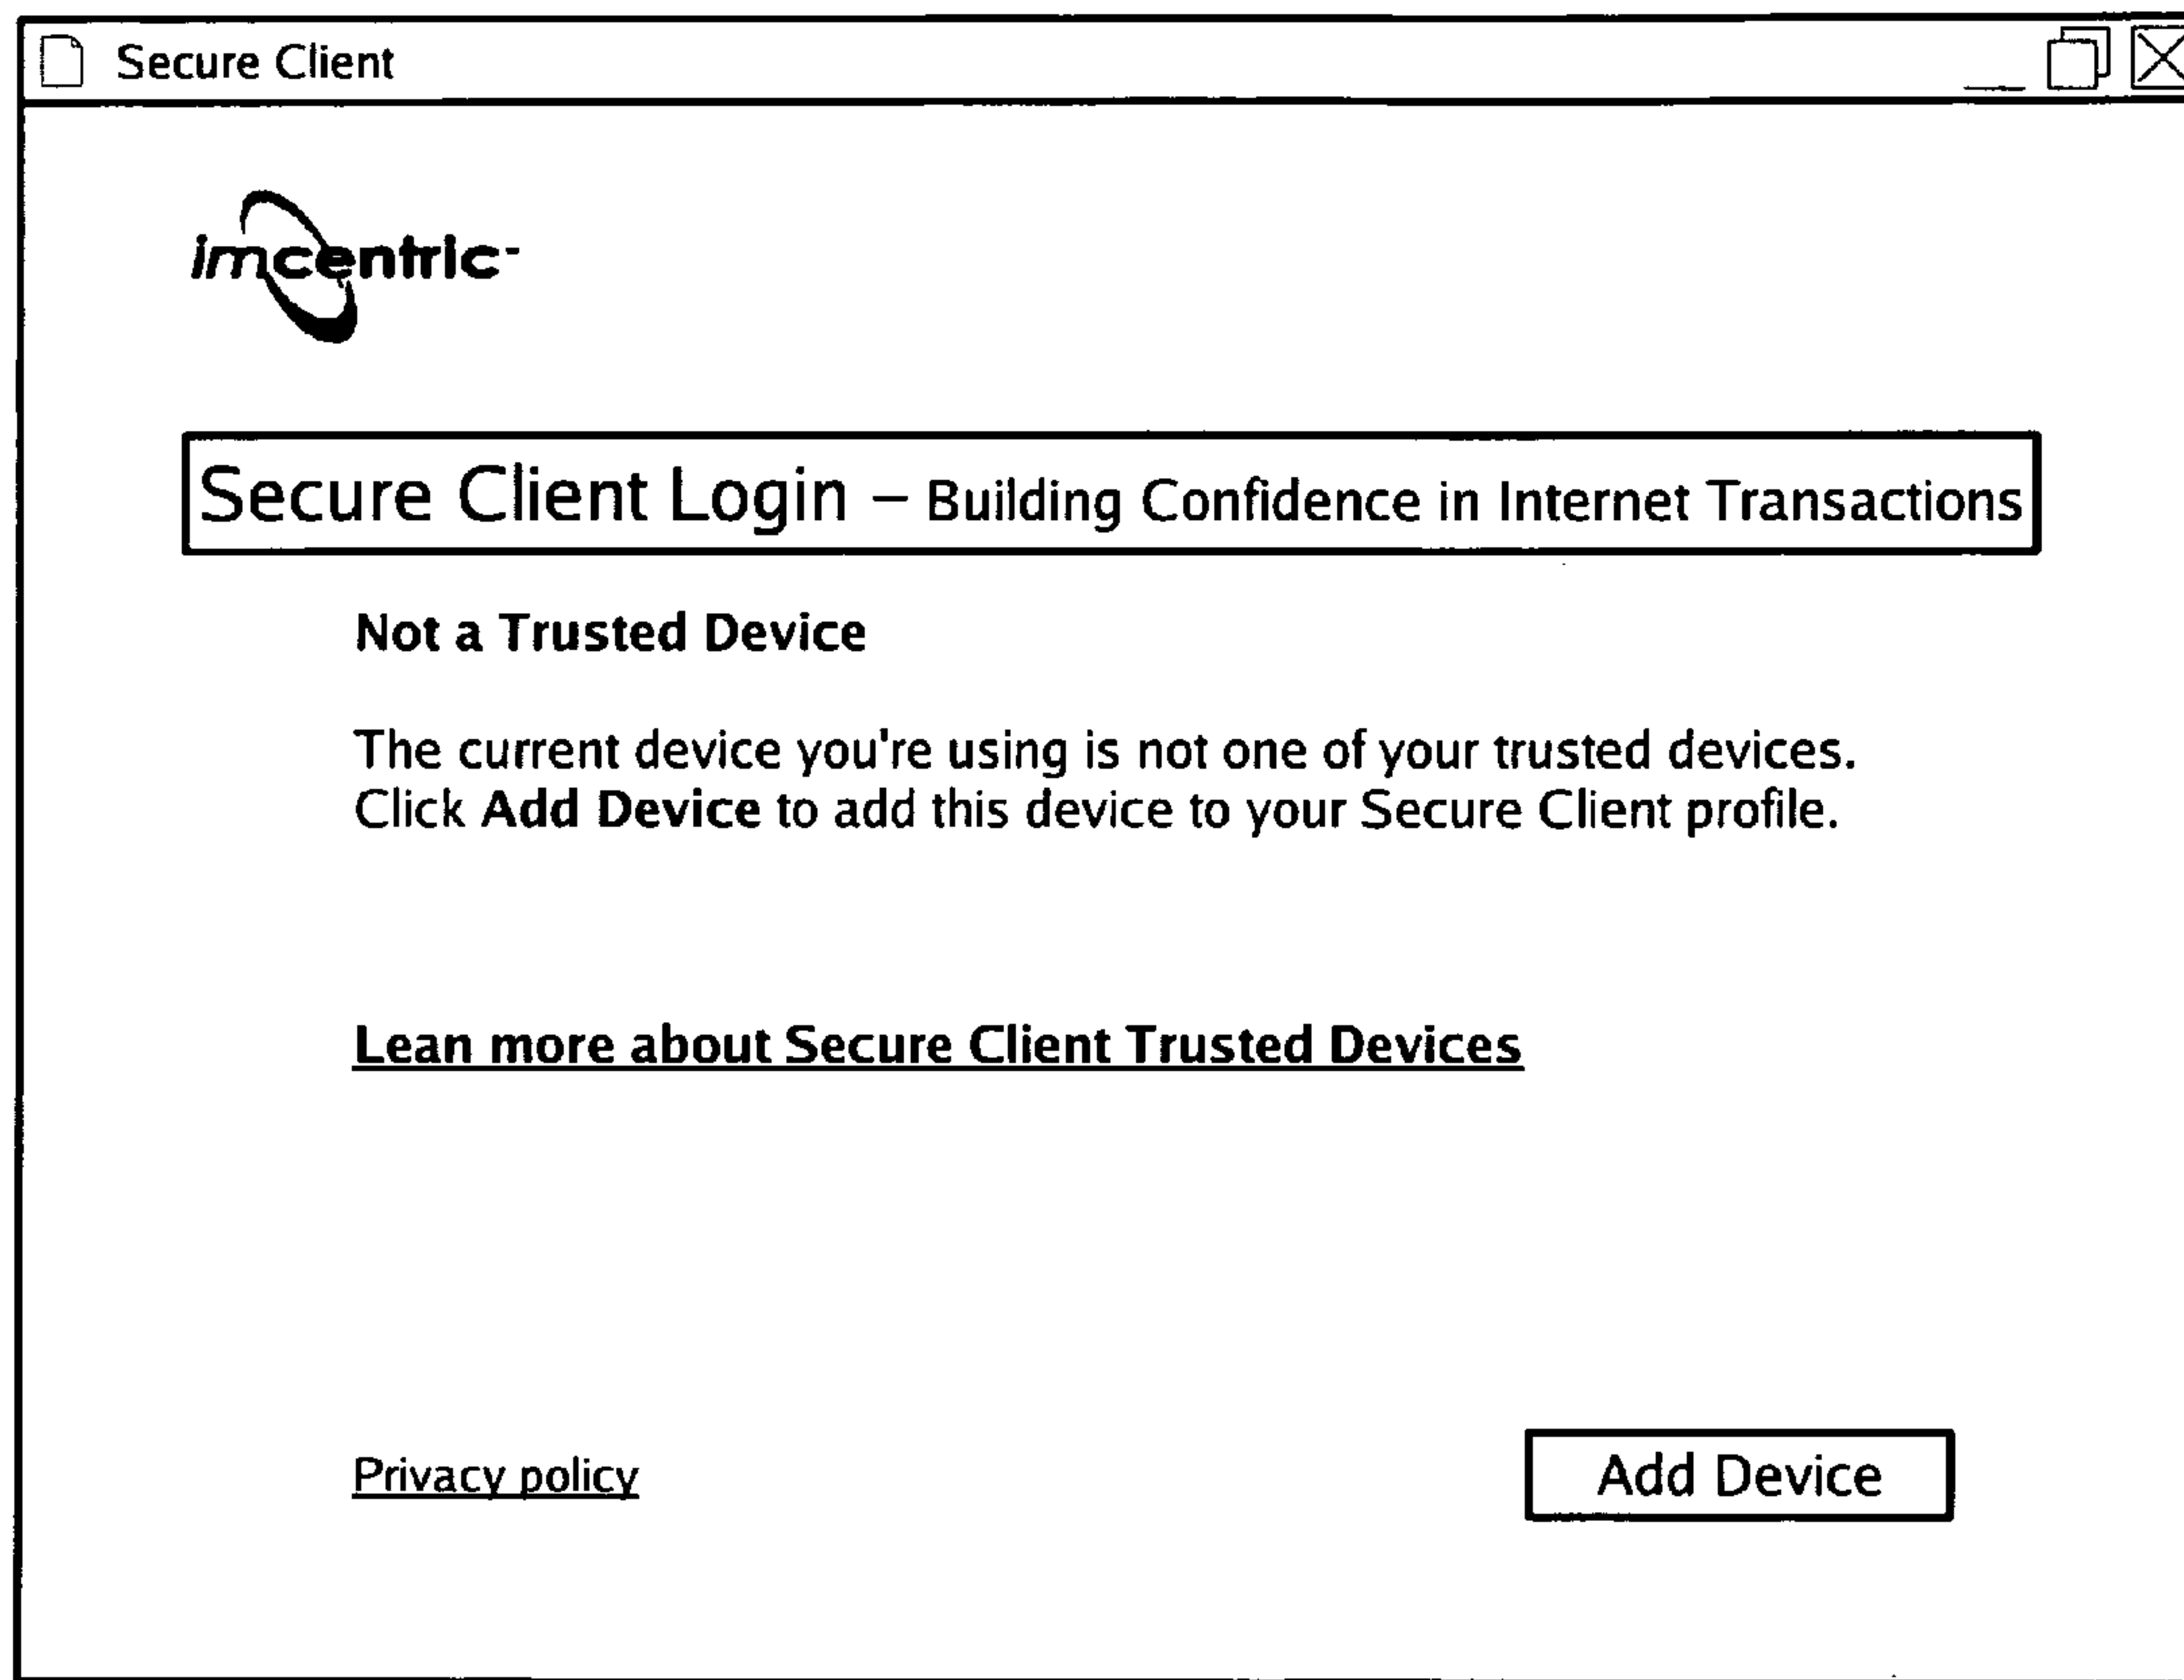 Secure Client
imcentric
Secure Client Login – Building Confidence in Internet Transactions
Not a Trusted Device
The current device you're using is not one of your trusted devices.
Click Add Device to add this device to your Secure Client profile.
Lean more about Secure Client Trusted Devices
Privacy policy
Add Device